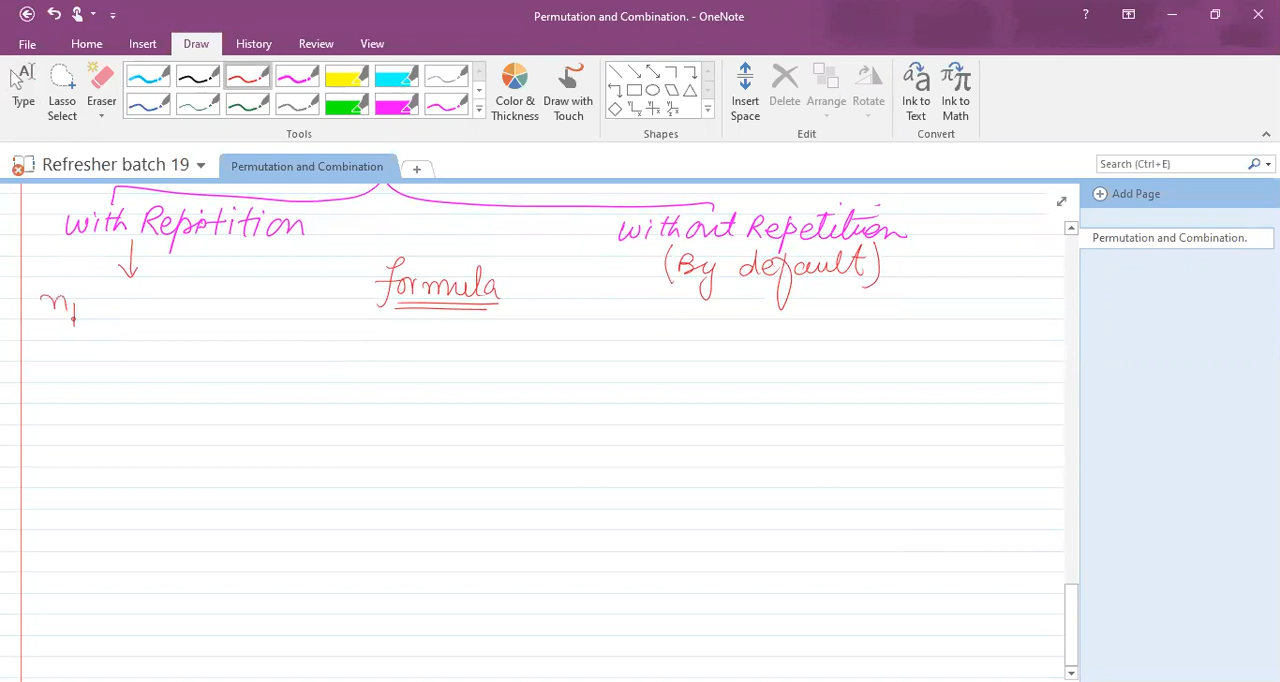 Permutation and Combination. - OneNote
?
File Home Insert Draw History Review View
Type
Lasso Select
Eraser
Color & Thickness
Draw with Touch
Insert Space
Delete
Arrange
Rotate
Ink to Text
Ink to Math
Tools
Shapes
Edit
Convert
Refresher batch 19
Permutation and Combination
Search (Ctrl+E)
Add Page
Permutation and Combination.
with Repitition
without Repetition
(By default)
formula
n